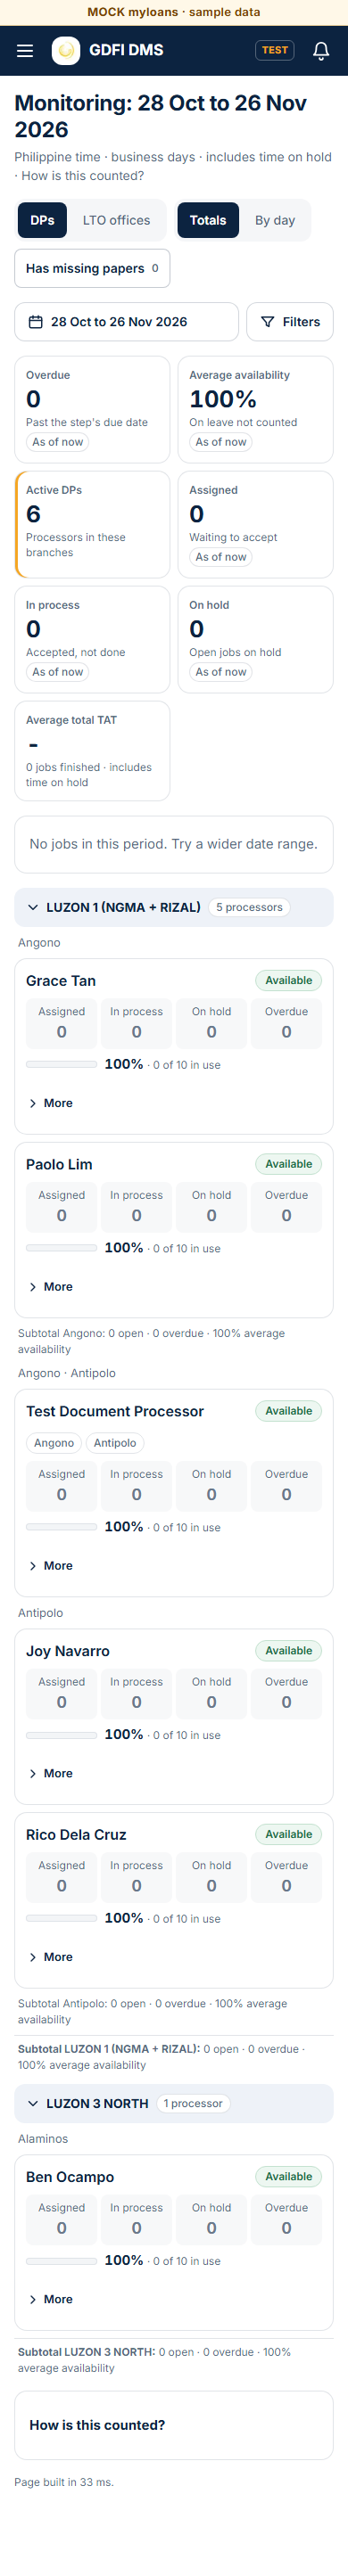 MOCK myloans · sample data
GDFI DMS
TEST
Monitoring: 28 Oct to 26 Nov
2026
Philippine time · business days · includes time on hold
· How is this counted?
DPs
LTO offices
Totals
By day
Has missing papers 0
28 Oct to 26 Nov 2026
Filters
Overdue
0
Past the step's due date
As of now
Average availability
100%
On leave not counted
As of now
Active DPs
6
Processors in these
branches
Assigned
0
Waiting to accept
As of now
In process
0
Accepted, not done
As of now
On hold
0
Open jobs on hold
As of now
Average total TAT
-
0 jobs finished · includes
time on hold
No jobs in this period. Try a wider date range.
LUZON 1 (NGMA + RIZAL) 5 processors
Angono
Grace Tan
Available
Assigned In process On hold Overdue
0 0 0 0
100% · 0 of 10 in use
More
Paolo Lim
Available
Assigned In process On hold Overdue
0 0 0 0
100% · 0 of 10 in use
More
Subtotal Angono: 0 open · 0 overdue · 100% average
availability
Angono · Antipolo
Test Document Processor
Available
Angono Antipolo
Assigned In process On hold Overdue
0 0 0 0
100% · 0 of 10 in use
More
Antipolo
Joy Navarro
Available
Assigned In process On hold Overdue
0 0 0 0
100% · 0 of 10 in use
More
Rico Dela Cruz
Available
Assigned In process On hold Overdue
0 0 0 0
100% · 0 of 10 in use
More
Subtotal Antipolo: 0 open · 0 overdue · 100% average
availability
Subtotal LUZON 1 (NGMA + RIZAL): 0 open · 0 overdue ·
100% average availability
LUZON 3 NORTH 1 processor
Alaminos
Ben Ocampo
Available
Assigned In process On hold Overdue
0 0 0 0
100% · 0 of 10 in use
More
Subtotal LUZON 3 NORTH: 0 open · 0 overdue · 100%
average availability
How is this counted?
Page built in 33 ms.